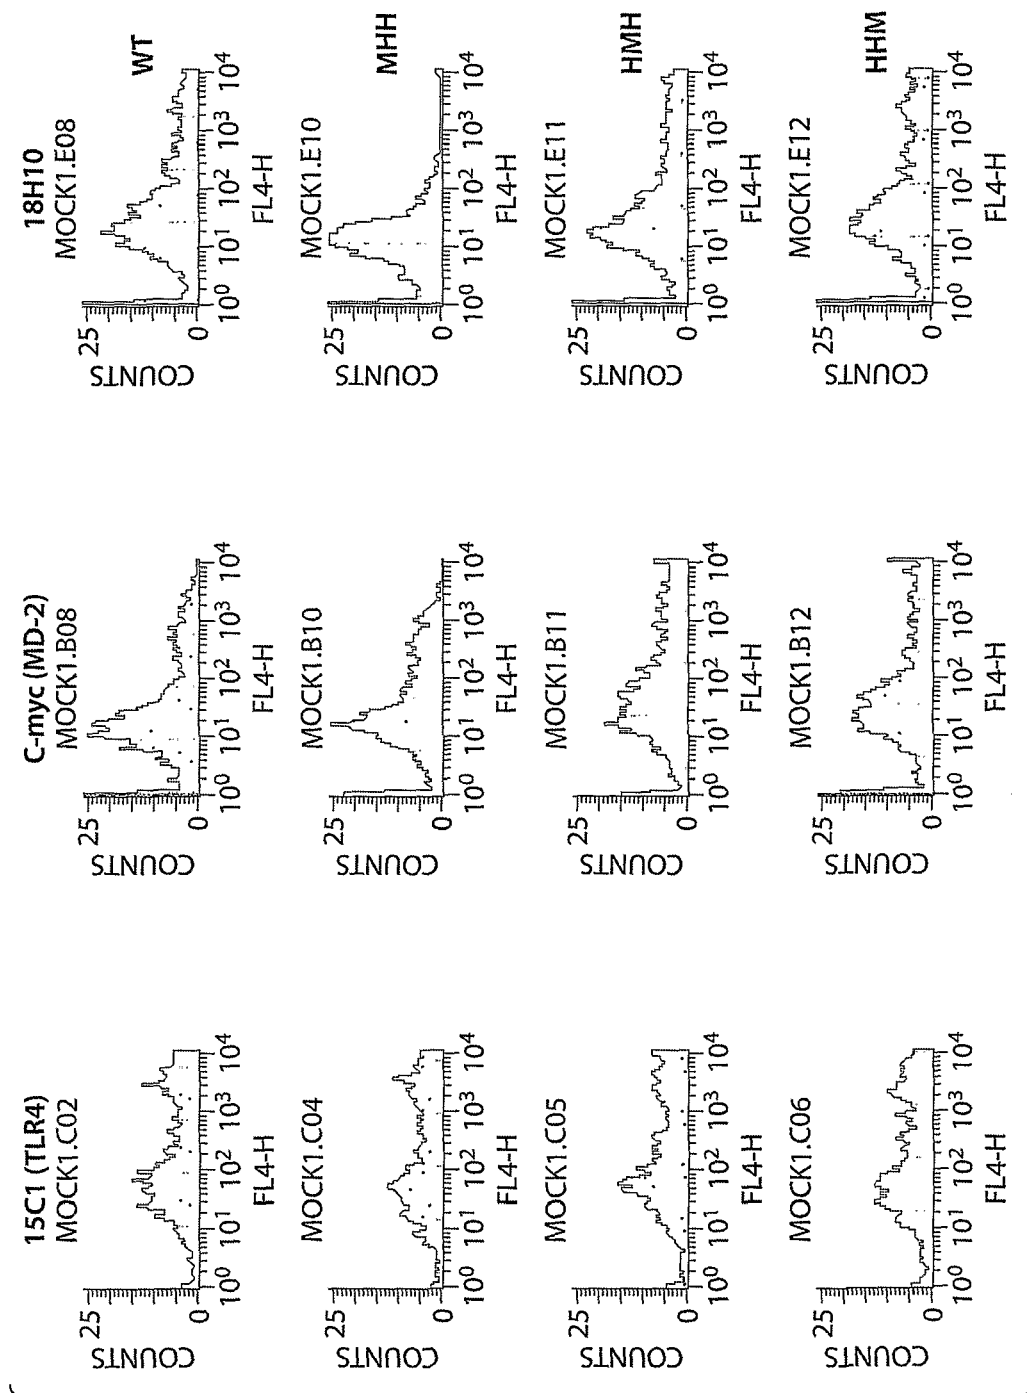 15C1 (TLR4)
C-myc (MD-2)
18H10
MOCK1.C02
MOCK1.B08
MOCK1.E08
COUNTS
25
0
10⁰ 10¹ 10² 10³ 10⁴
FL4-H
COUNTS
25
0
10⁰ 10¹ 10² 10³ 10⁴
FL4-H
COUNTS
25
0
10⁰ 10¹ 10² 10³ 10⁴
FL4-H
WT
MOCK1.C04
MOCK1.B10
MOCK1.E10
COUNTS
25
0
10⁰ 10¹ 10² 10³ 10⁴
FL4-H
COUNTS
25
0
10⁰ 10¹ 10² 10³ 10⁴
FL4-H
COUNTS
25
0
10⁰ 10¹ 10² 10³ 10⁴
FL4-H
MHH
MOCK1.C05
MOCK1.B11
MOCK1.E11
COUNTS
25
0
10⁰ 10¹ 10² 10³ 10⁴
FL4-H
COUNTS
25
0
10⁰ 10¹ 10² 10³ 10⁴
FL4-H
COUNTS
25
0
10⁰ 10¹ 10² 10³ 10⁴
FL4-H
HMH
MOCK1.C06
MOCK1.B12
MOCK1.E12
COUNTS
25
0
10⁰ 10¹ 10² 10³ 10⁴
FL4-H
COUNTS
25
0
10⁰ 10¹ 10² 10³ 10⁴
FL4-H
COUNTS
25
0
10⁰ 10¹ 10² 10³ 10⁴
FL4-H
HHM